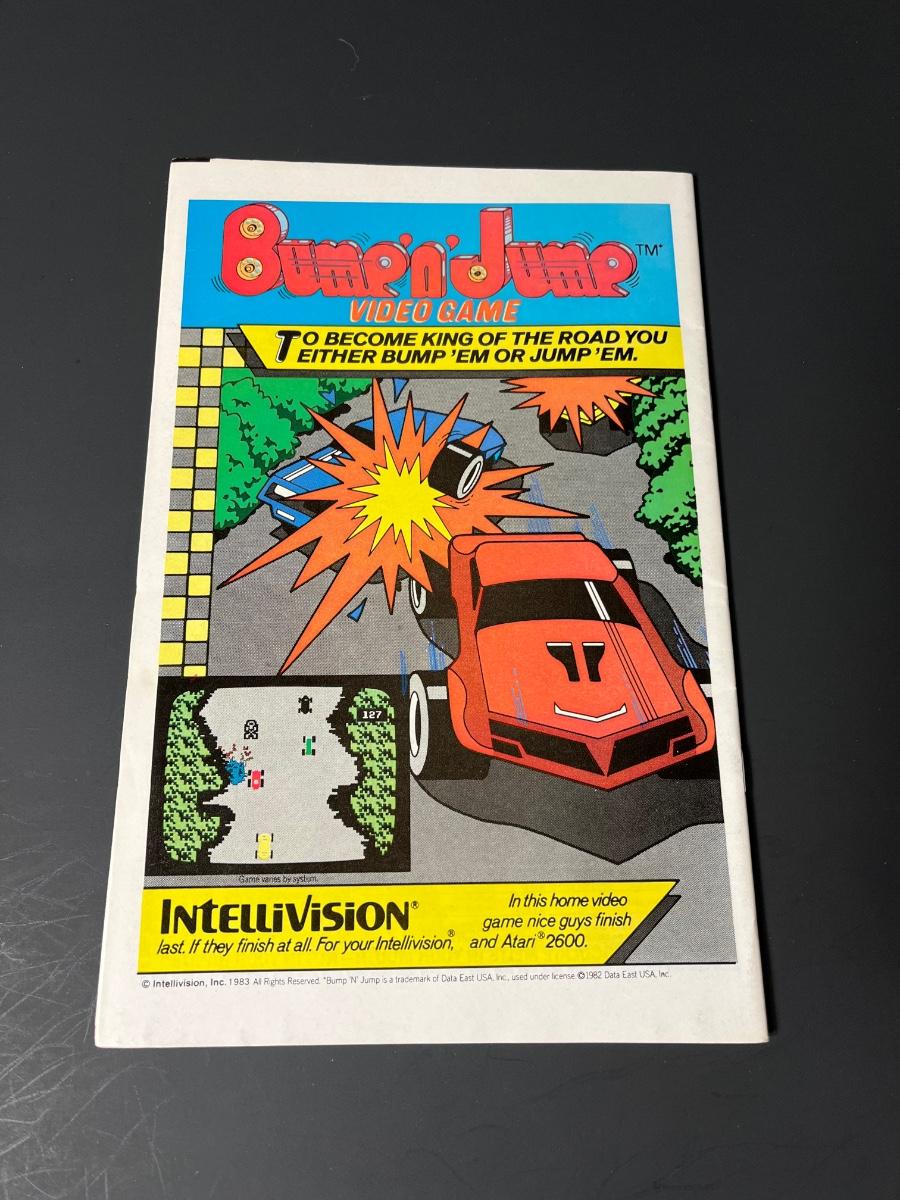 Bump 'n' Jump TM*
VIDEO GAME
TO BECOME KING OF THE ROAD YOU
EITHER BUMP 'EM OR JUMP 'EM.
127
Game varies by system.
INTELLIVISION®
In this home video
game nice guys finish
last. If they finish at all. For your Intellivision,® and Atari® 2600.
© Intellivision, Inc. 1983 All Rights Reserved. *Bump 'N' Jump is a trademark of Data East USA, Inc., used under license © 1982 Data East USA, Inc.